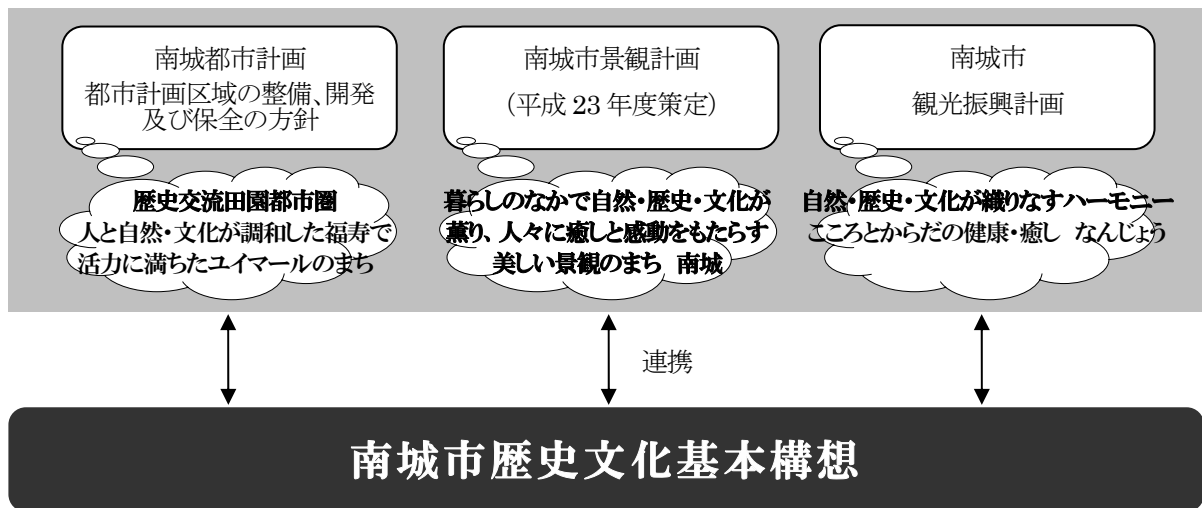 南城都市計画
都市計画区域の整備、開発
及び保全の方針
歴史交流田園都市圏
人と自然・文化が調和した福寿で
活力に満ちたユイマールのまち
南城市景観計画
（平成 23 年度策定）
暮らしのなかで自然・歴史・文化が
薫り、人々に癒しと感動をもたらす
美しい景観のまち　南城
南城市
観光振興計画
自然・歴史・文化が織りなすハーモニー
こころとからだの健康・癒し　なんじょう
連携
南城市歴史文化基本構想